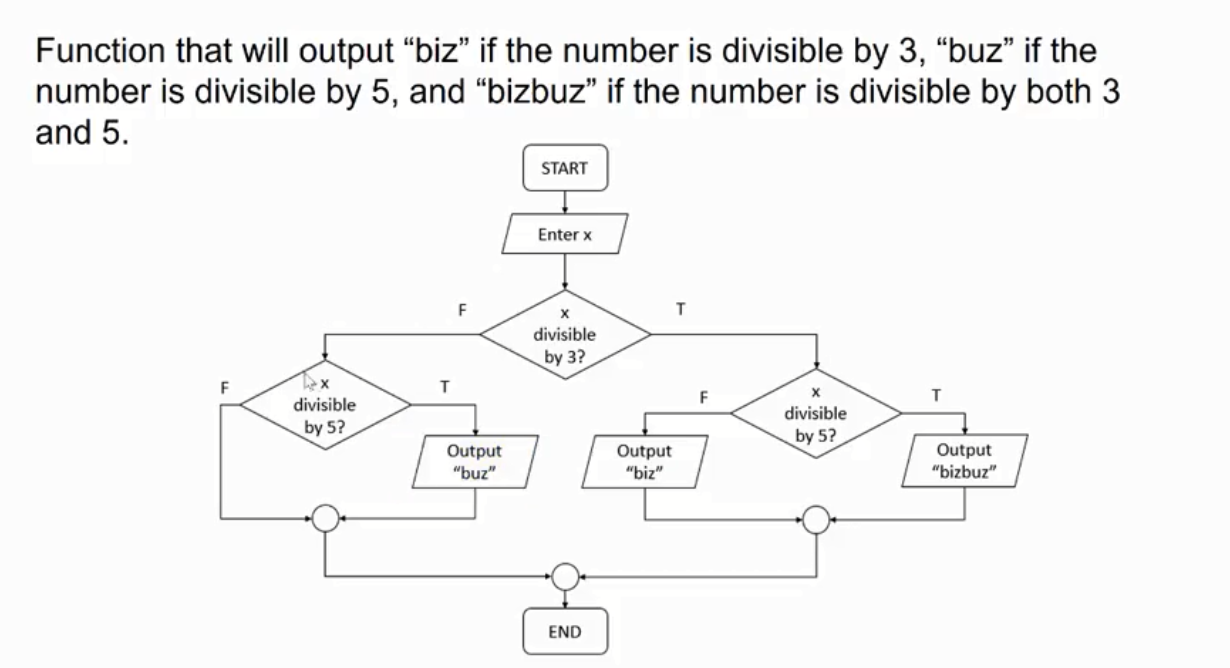 Function that will output “biz” if the number is divisible by 3, “buz” if the
number is divisible by 5, and “bizbuz” if the number is divisible by both 3
and 5.
START
Enter x
F
T
x
divisible
by 3?
F
T
x
divisible
by 5?
Output
“buz”
F
T
x
divisible
by 5?
Output
“biz”
Output
“bizbuz”
END